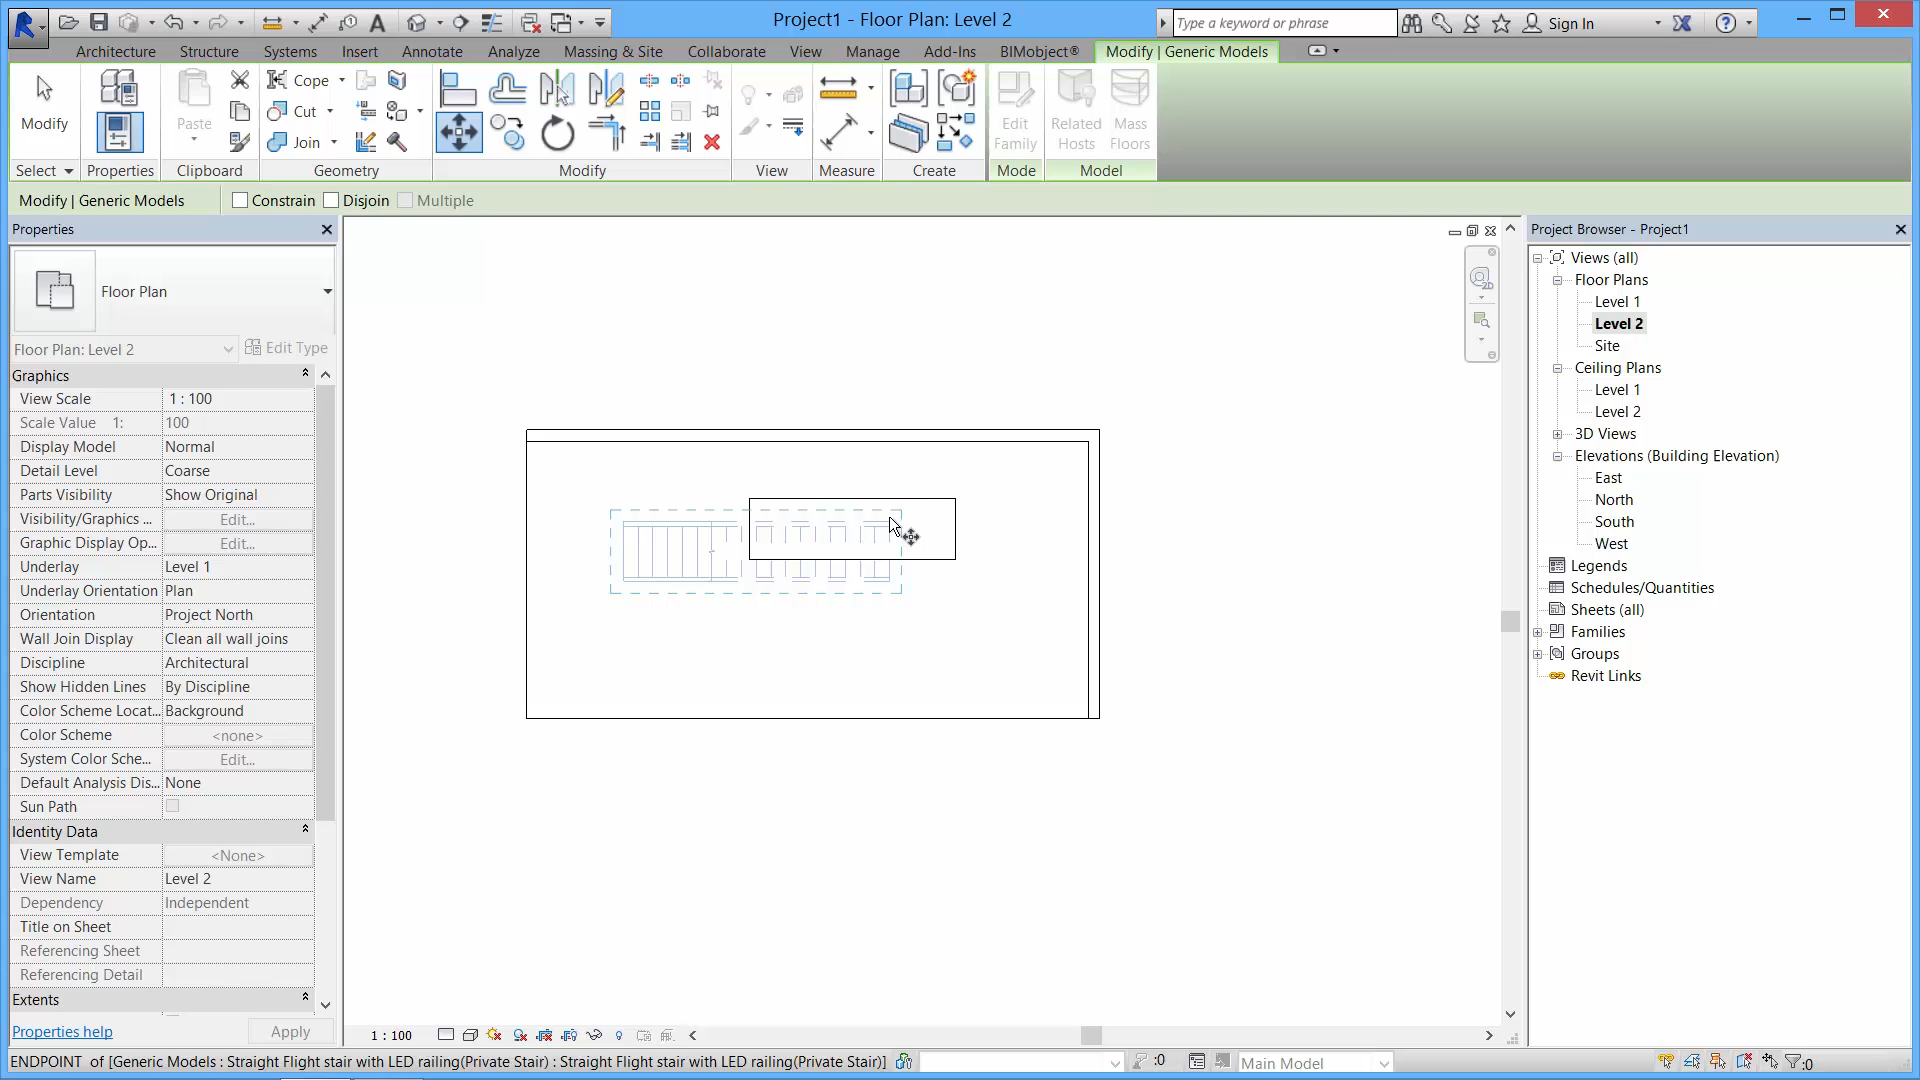 Project1 - Floor Plan: Level 2
Type a keyword or phrase
Sign In
Architecture
Structure
Systems
Insert
Annotate
Analyze
Massing & Site
Collaborate
View
Manage
Add-Ins
BIMobject®
Modify | Generic Models
Modify
Paste
Cope
Cut
Join
Edit Family
Related Hosts
Mass Floors
Select
Properties
Clipboard
Geometry
Modify
View
Measure
Create
Mode
Model
Modify | Generic Models
Constrain
Disjoin
Multiple
Properties
Floor Plan
Floor Plan: Level 2
Edit Type
Graphics
View Scale 1 : 100
Scale Value 1: 100
Display Model Normal
Detail Level Coarse
Parts Visibility Show Original
Visibility/Graphics ... Edit...
Graphic Display Op... Edit...
Underlay Level 1
Underlay Orientation Plan
Orientation Project North
Wall Join Display Clean all wall joins
Discipline Architectural
Show Hidden Lines By Discipline
Color Scheme Locat... Background
Color Scheme <none>
System Color Sche... Edit...
Default Analysis Dis... None
Sun Path
Identity Data
View Template <None>
View Name Level 2
Dependency Independent
Title on Sheet
Referencing Sheet
Referencing Detail
Extents
Properties help
Apply
2D
1 : 100
Project Browser - Project1
Views (all)
Floor Plans
Level 1
Level 2
Site
Ceiling Plans
Level 1
Level 2
3D Views
Elevations (Building Elevation)
East
North
South
West
Legends
Schedules/Quantities
Sheets (all)
Families
Groups
Revit Links
ENDPOINT of [Generic Models : Straight Flight stair with LED railing(Private Stair) : Straight Flight stair with LED railing(Private Stair)]
:0
Main Model
:0